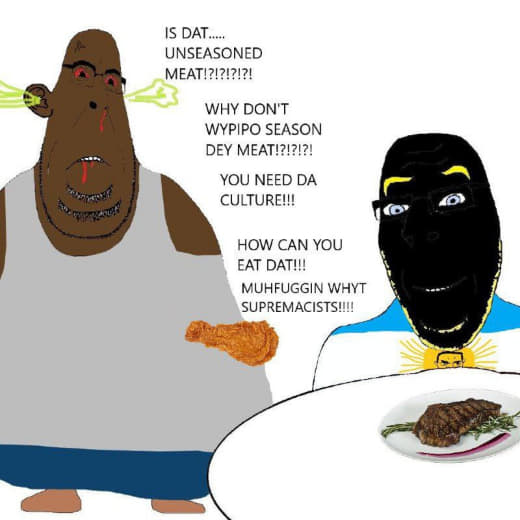 IS DAT.....
UNSEASONED
MEAT!?!?!?!?!
WHY DON'T
WYPIPO SEASON
DEY MEAT!?!?!?!
YOU NEED DA
CULTURE!!!
HOW CAN YOU
EAT DAT!!!
MUHFUGGIN WHYT
SUPREMACISTS!!!!